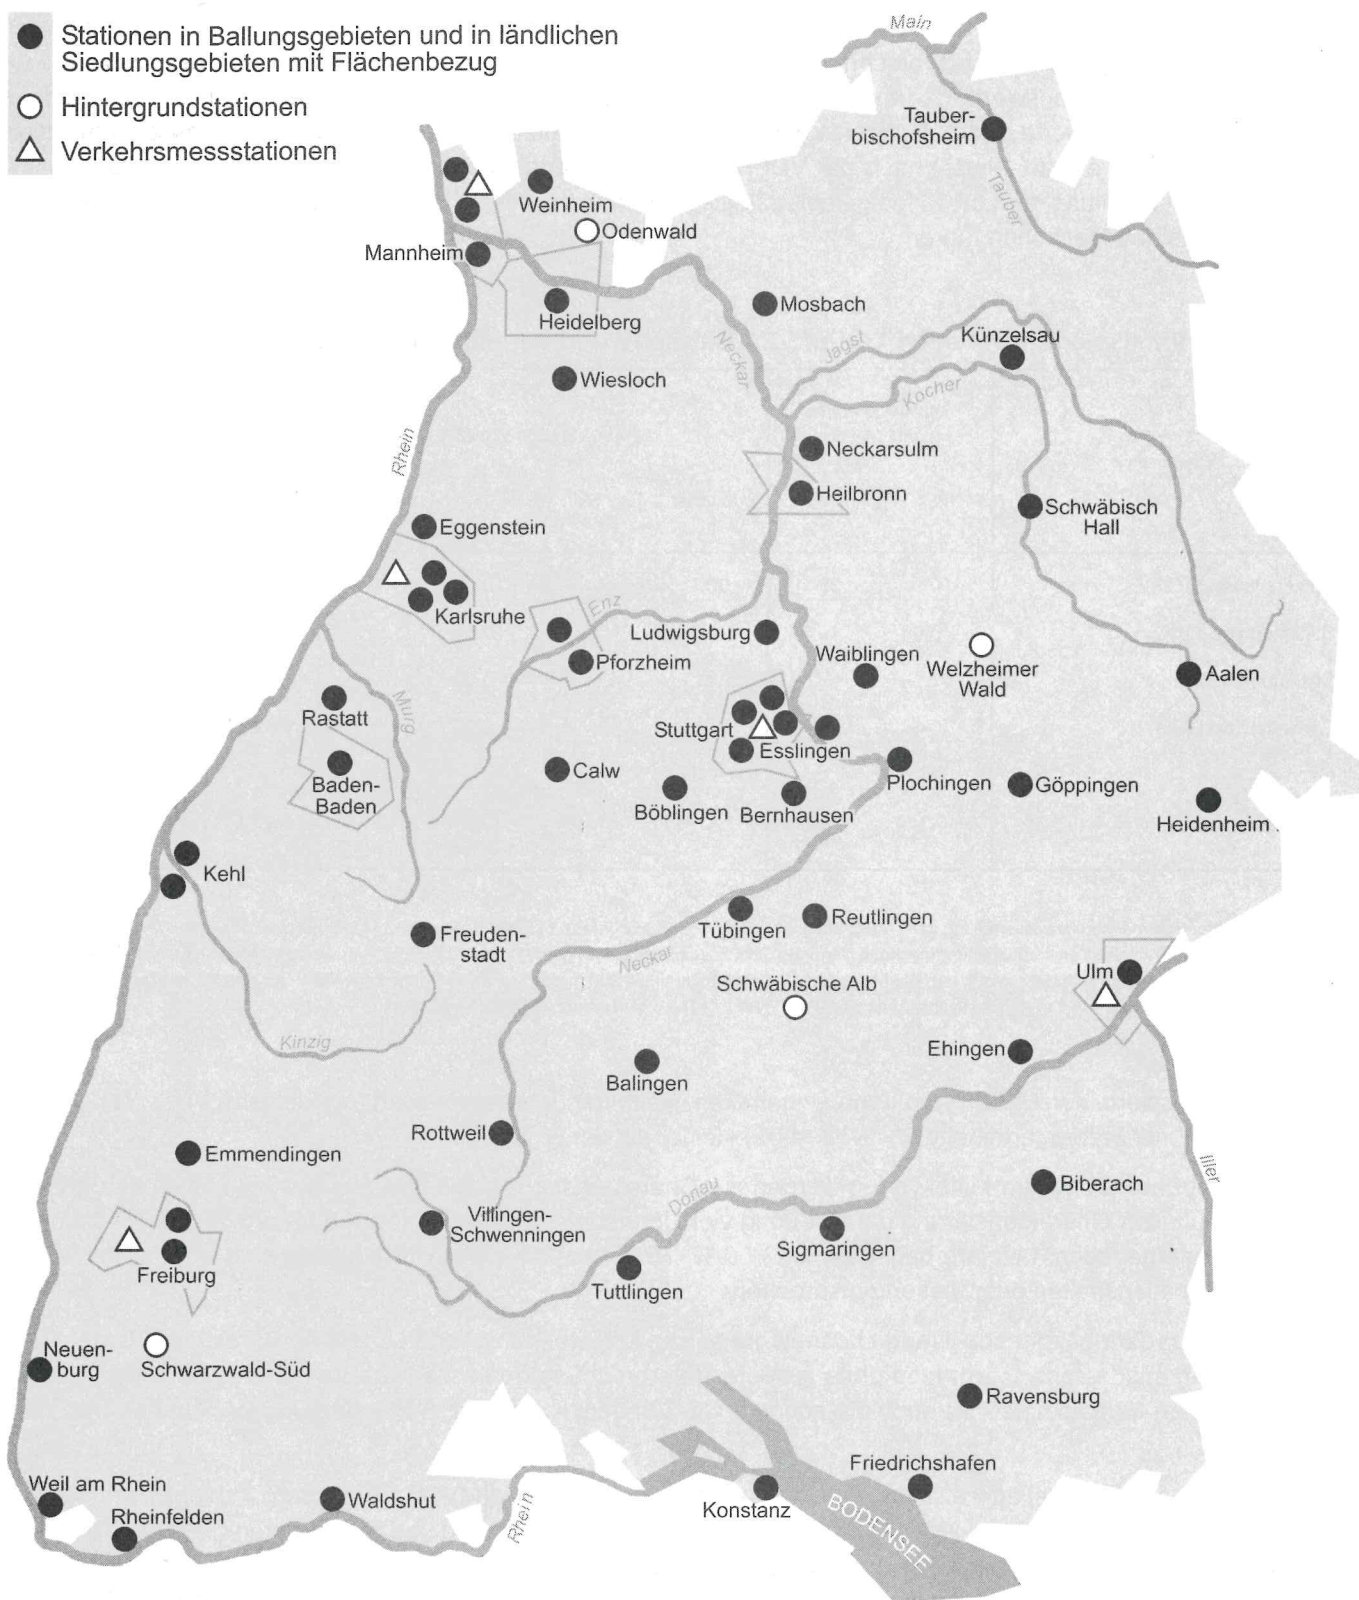 Stationen in Ballungsgebieten und in ländlichen
Siedlungsgebieten mit Flächenbezug
Hintergrundstationen
Verkehrsmessstationen
Main
Tauber-
bischofsheim
Tauber
Weinheim
Odenwald
Mannheim
Heidelberg
Mosbach
Künzelsau
Neckar
Jagst
Kocher
Wiesloch
Rhein
Neckarsulm
Heilbronn
Schwäbisch
Hall
Eggenstein
Karlsruhe
Enz
Ludwigsburg
Pforzheim
Waiblingen
Welzheimer
Wald
Aalen
Murg
Rastatt
Stuttgart
Esslingen
Baden-
Baden
Calw
Böblingen
Bernhausen
Plochingen
Göppingen
Heidenheim
Kehl
Freuden-
stadt
Tübingen
Reutlingen
Neckar
Schwäbische Alb
Ulm
Kinzig
Ehingen
Balingen
Rottweil
Emmendingen
Iller
Biberach
Donau
Villingen-
Schwenningen
Sigmaringen
Freiburg
Tuttlingen
Neuen-
burg
Schwarzwald-Süd
Ravensburg
Friedrichshafen
Weil am Rhein
Rheinfelden
Waldshut
Rhein
Konstanz
BODENSEE